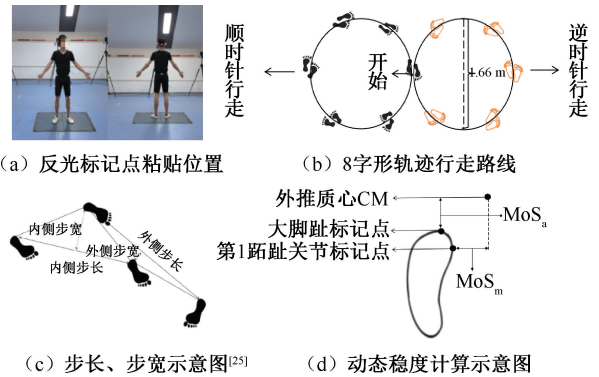 顺时针行走
开始
1.66 m
逆时针行走
(a) 反光标记点粘贴位置
(b) 8字形轨迹行走路线
内侧步宽
外侧步宽
外侧步长
内侧步长
外推质心CM
MoSa
大脚趾标记点
第1跖趾关节标记点
MoSm
(c) 步长、步宽示意图[25]
(d) 动态稳度计算示意图